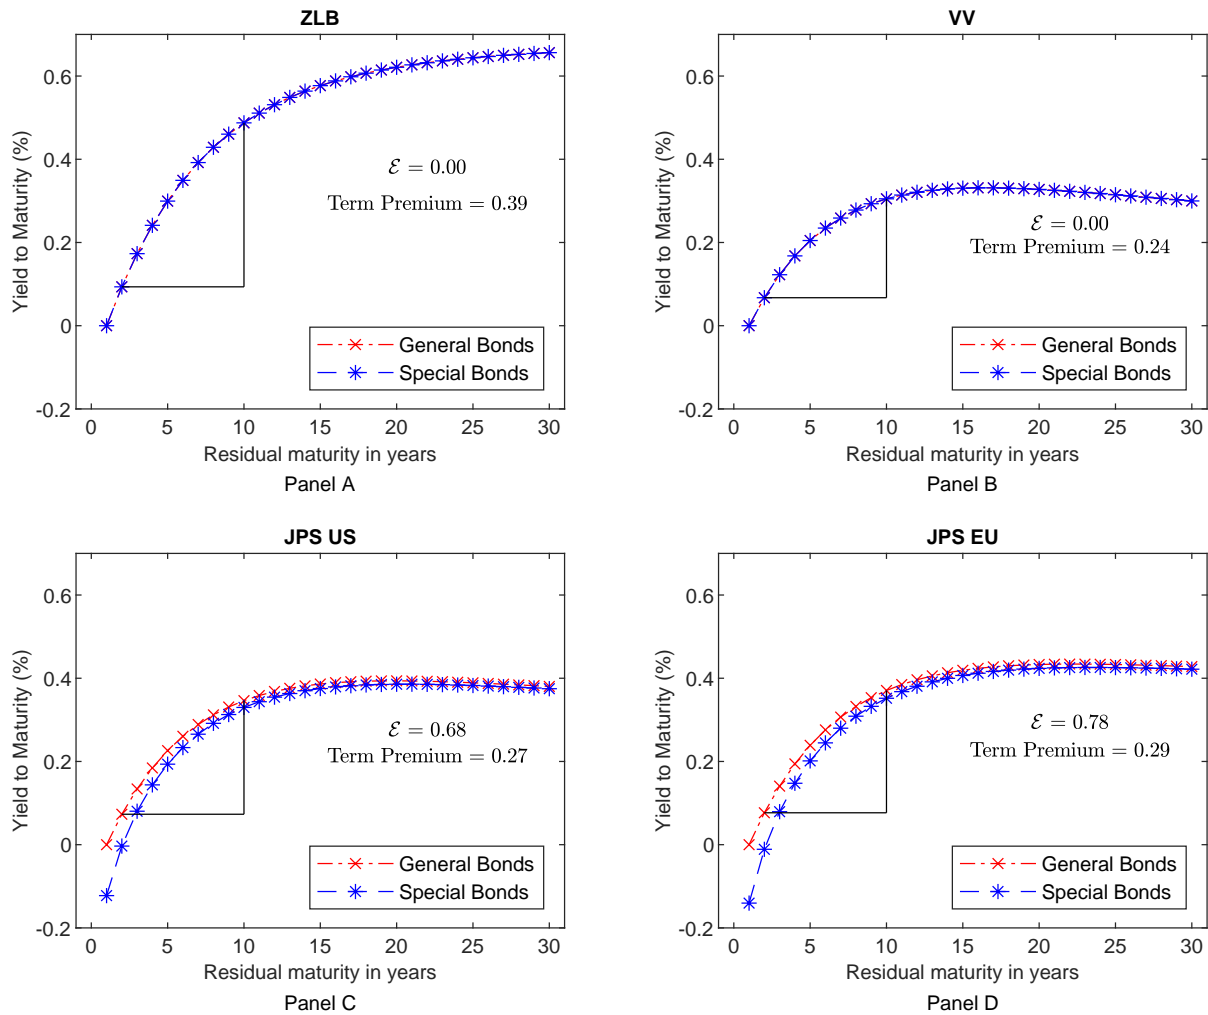 ZLB
0.6
0.4
0.2
0
-0.2
Yield to Maturity (%)
ℰ = 0.00
Term Premium = 0.39
General Bonds
Special Bonds
0 5 10 15 20 25 30
Residual maturity in years
Panel A
VV
0.6
0.4
0.2
0
-0.2
Yield to Maturity (%)
ℰ = 0.00
Term Premium = 0.24
General Bonds
Special Bonds
0 5 10 15 20 25 30
Residual maturity in years
Panel B
JPS US
0.6
0.4
0.2
0
-0.2
Yield to Maturity (%)
ℰ = 0.68
Term Premium = 0.27
General Bonds
Special Bonds
0 5 10 15 20 25 30
Residual maturity in years
Panel C
JPS EU
0.6
0.4
0.2
0
-0.2
Yield to Maturity (%)
ℰ = 0.78
Term Premium = 0.29
General Bonds
Special Bonds
0 5 10 15 20 25 30
Residual maturity in years
Panel D